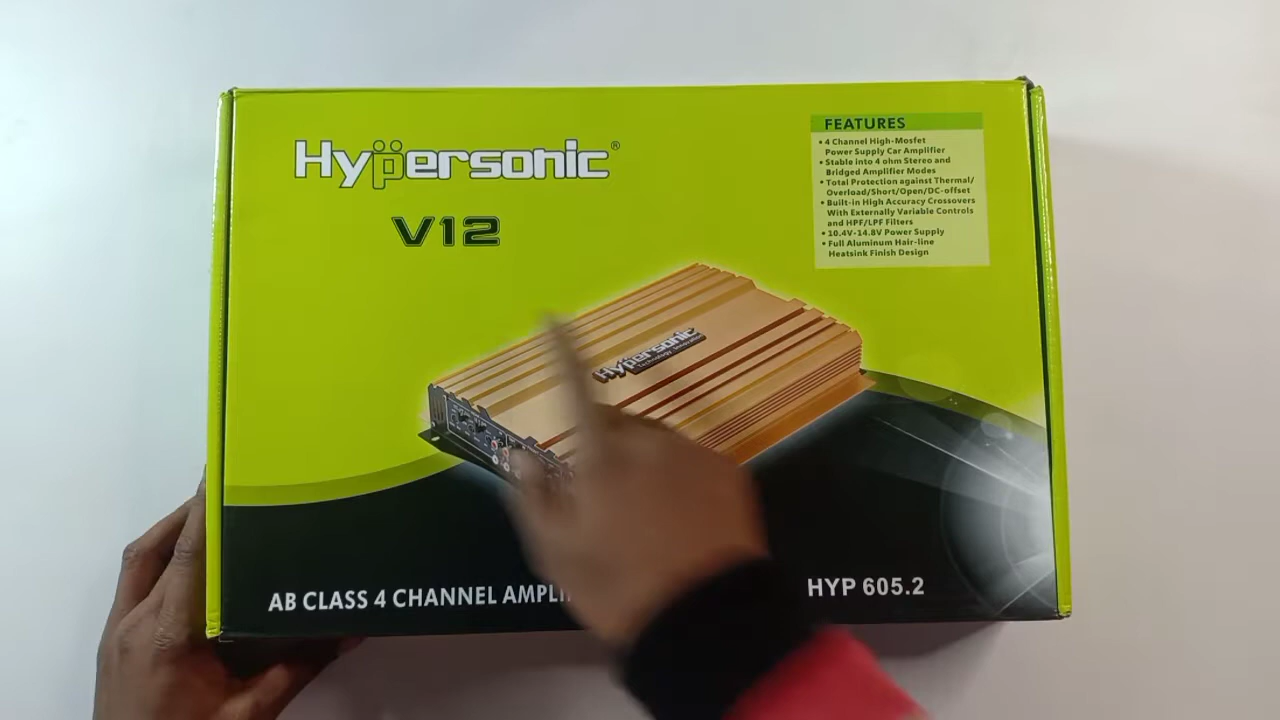 Hypersonic®
V12
FEATURES
• 4 Channel High-Mosfet
Power Supply Car Amplifier
• Stable into 4 ohm Stereo and
Bridged Amplifier Modes
• Total Protection against Thermal/
Overload/Short/Open/DC-offset
• Built-in High Accuracy Crossovers
With Externally Variable Controls
and HPF/LPF Filters
• 10.4V-14.8V Power Supply
• Full Aluminum Hair-line
Heatsink Finish Design
Hypersonic
Technology Innovation
AB CLASS 4 CHANNEL
HYP 605.2